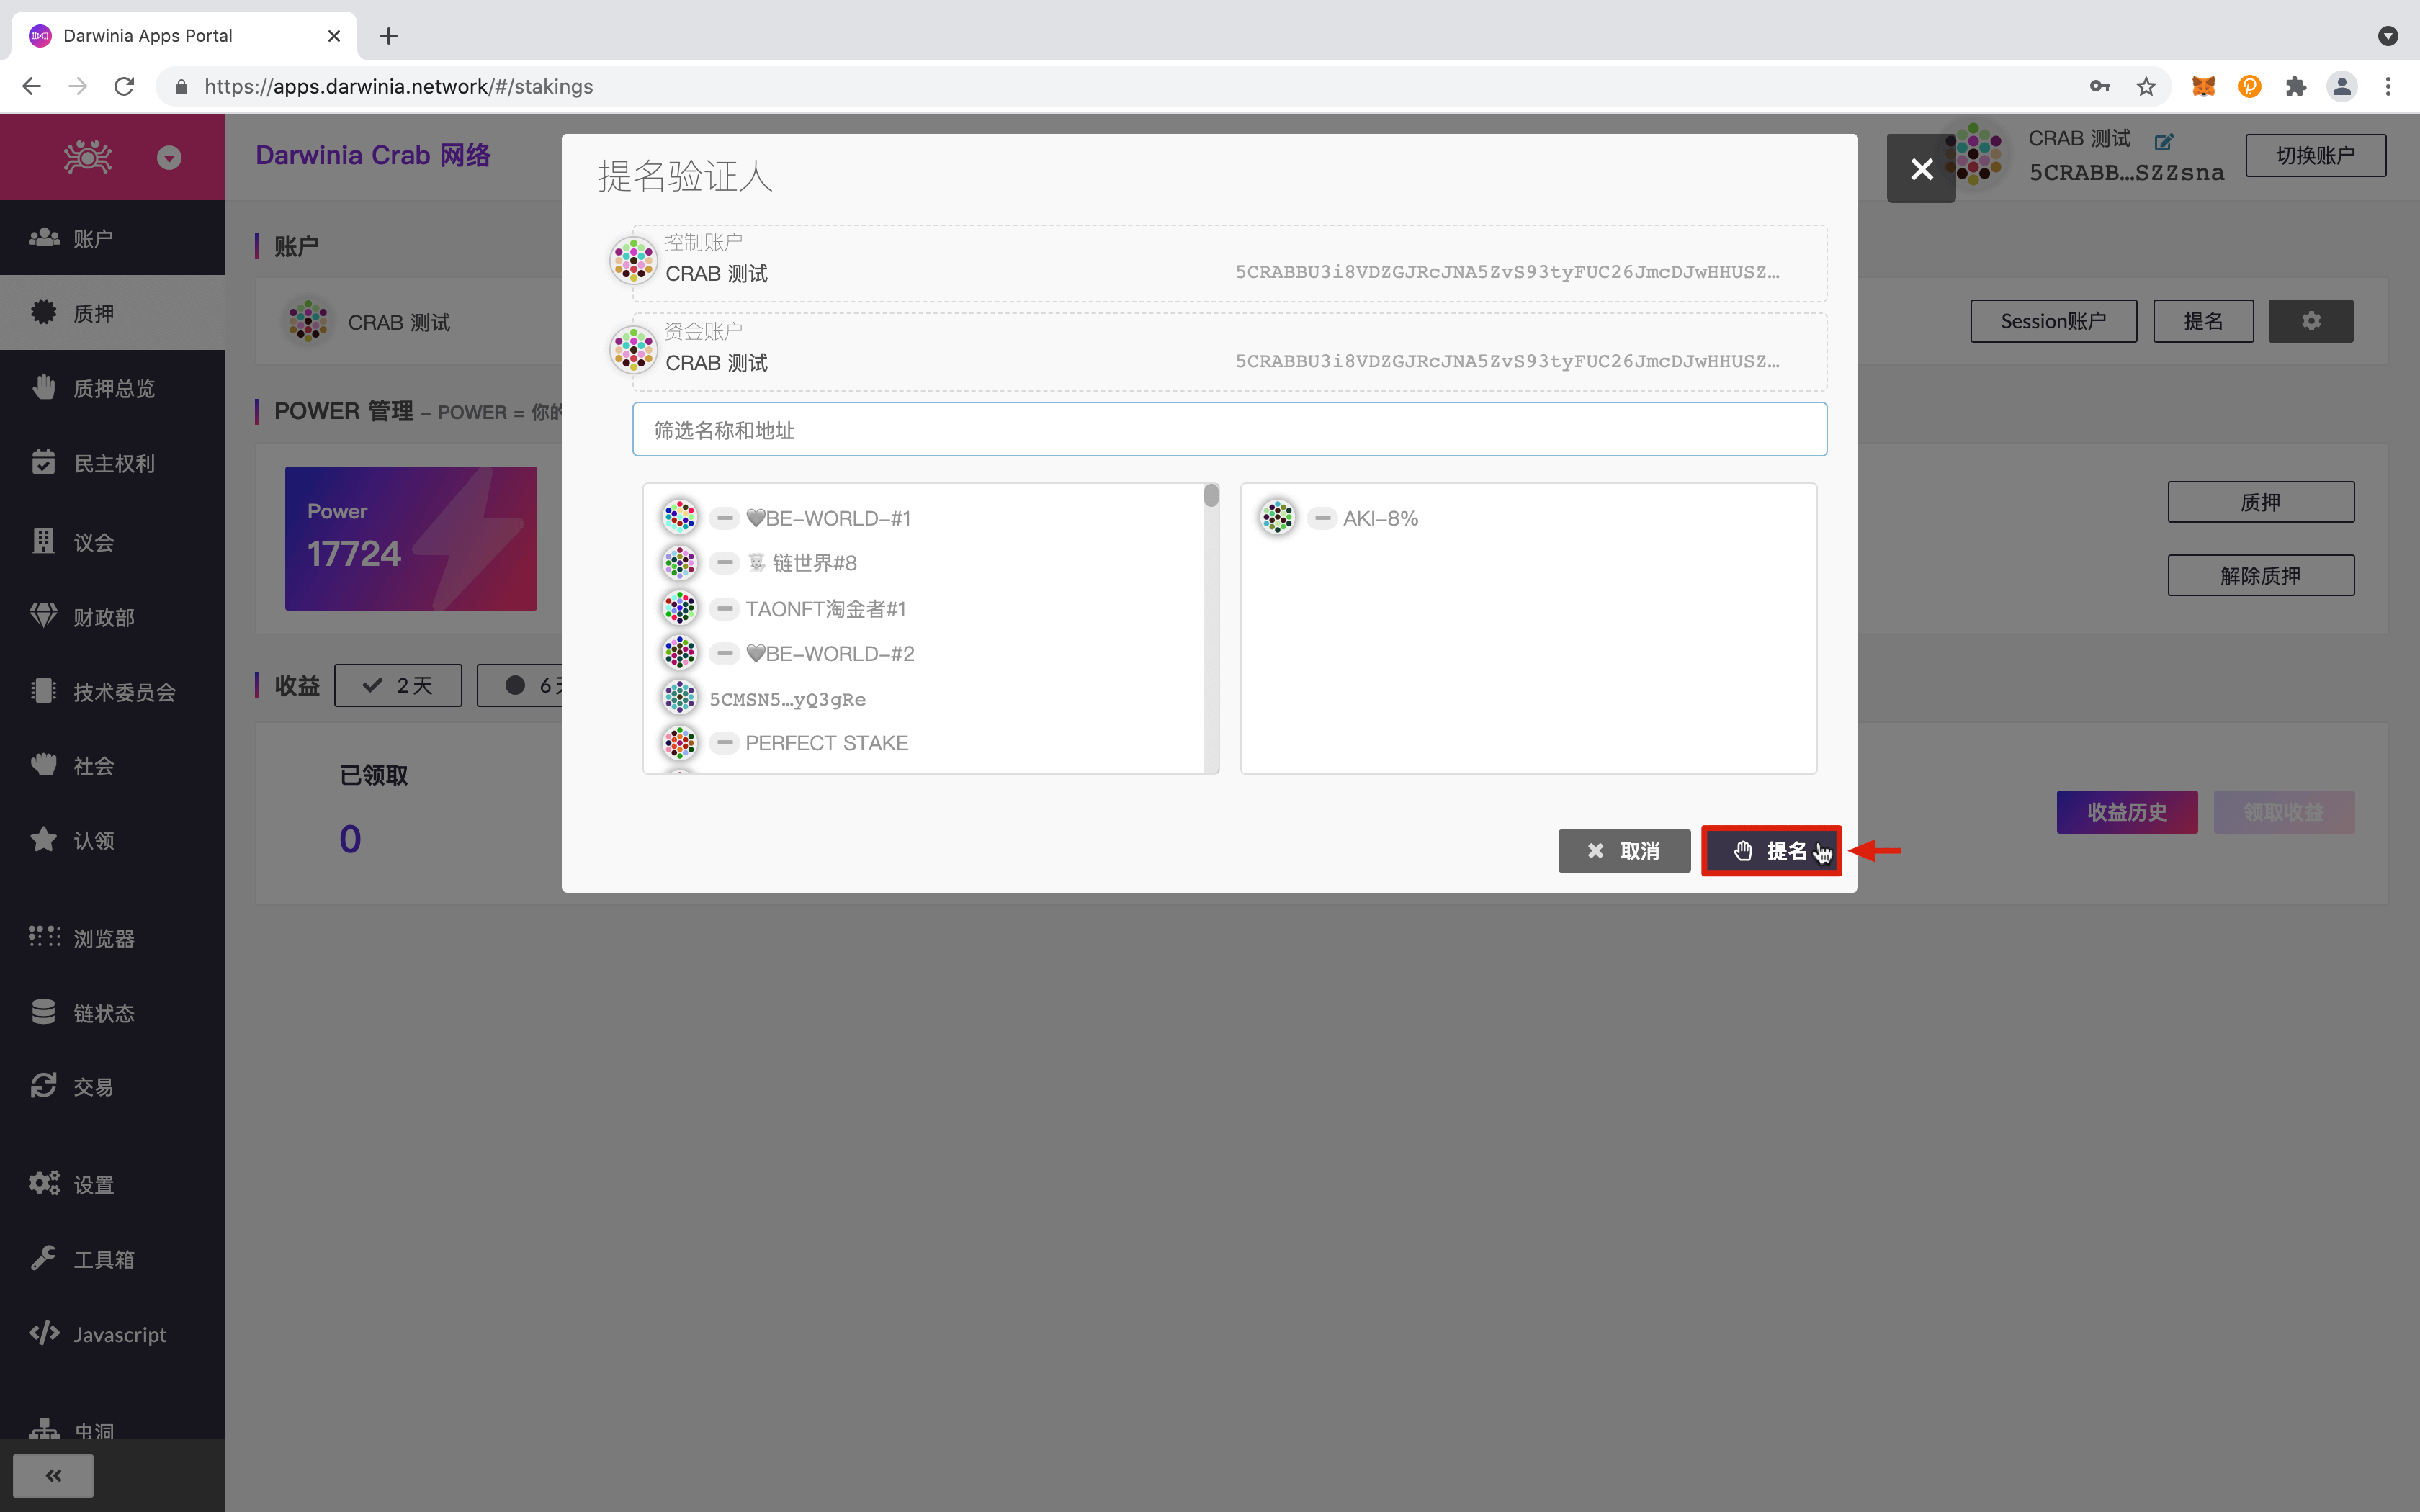 Darwinia Apps Portal
https://apps.darwinia.network/#/stakings
Darwinia Crab 网络
CRAB 测试
5CRABB…SZZsna
切换账户
账户
质押
质押总览
民主权利
议会
财政部
技术委员会
社会
认领
浏览器
链状态
交易
设置
工具箱
Javascript
虫洞
账户
CRAB 测试
Session账户
提名
POWER 管理 – POWER = 你的
Power
17724
质押
解除质押
收益
2 天
6
已领取
0
收益历史
领取收益
提名验证人
控制账户
CRAB 测试
5CRABBU3i8VDZGJRcJNA5ZvS93tyFUC26JmcDJwHHUSZ…
资金账户
CRAB 测试
5CRABBU3i8VDZGJRcJNA5ZvS93tyFUC26JmcDJwHHUSZ…
筛选名称和地址
🖤BE-WORLD-#1
链世界#8
TAONFT淘金者#1
🖤BE-WORLD-#2
5CMSN5…yQ3gRe
PERFECT STAKE
AKI-8%
取消
提名